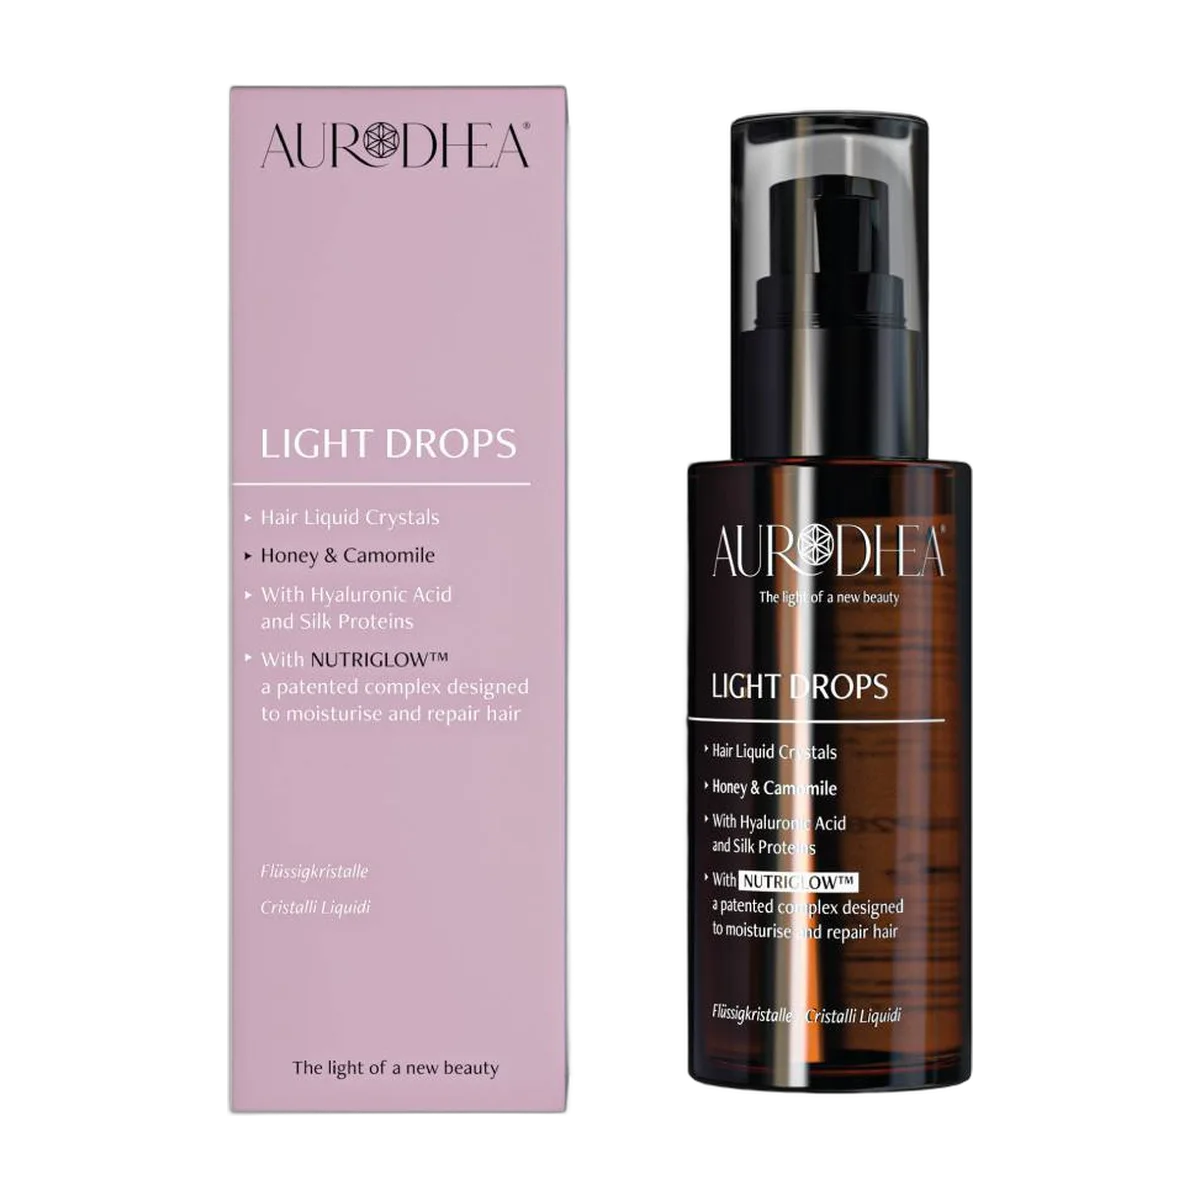 AURODHEA®
LIGHT DROPS
▸ Hair Liquid Crystals
▸ Honey & Camomile
▸ With Hyaluronic Acid
and Silk Proteins
▸ With NUTRIGLOW™
a patented complex designed
to moisturise and repair hair
Flüssigkristalle
Cristalli Liquidi
The light of a new beauty
AURODHEA®
The light of a new beauty
LIGHT DROPS
▸ Hair Liquid Crystals
▸ Honey & Camomile
▸ With Hyaluronic Acid
and Silk Proteins
▸ With NUTRIGLOW™
a patented complex designed
to moisturise and repair hair
Flüssigkristalle / Cristalli Liquidi